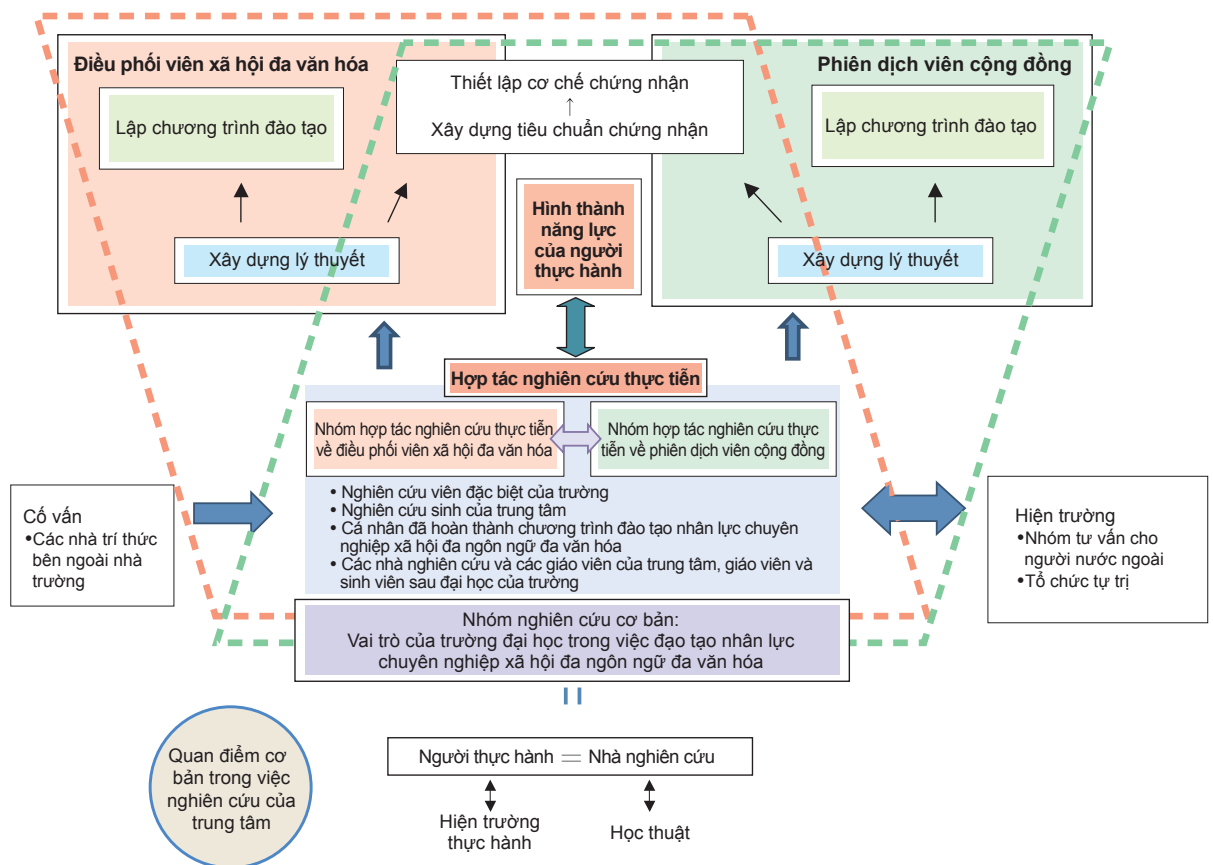 Điều phối viên xã hội đa văn hóa
Lập chương trình đào tạo
Xây dựng lý thuyết
Thiết lập cơ chế chứng nhận
↑
Xây dựng tiêu chuẩn chứng nhận
Hình thành
năng lực
của người
thực hành
Phiên dịch viên cộng đồng
Lập chương trình đào tạo
Xây dựng lý thuyết
Hợp tác nghiên cứu thực tiễn
Nhóm hợp tác nghiên cứu thực tiễn
về điều phối viên xã hội đa văn hóa
Nhóm hợp tác nghiên cứu thực
tiễn về phiên dịch viên cộng đồng
• Nghiên cứu viên đặc biệt của trường
• Nghiên cứu sinh của trung tâm
• Cá nhân đã hoàn thành chương trình đào tạo nhân lực chuyên
nghiệp xã hội đa ngôn ngữ đa văn hóa
• Các nhà nghiên cứu và các giáo viên của trung tâm, giáo viên và
sinh viên sau đại học của trường
Cố vấn
•Các nhà trí thức
bên ngoài nhà
trường
Hiện trường
•Nhóm tư vấn cho
người nước ngoài
•Tổ chức tự trị
Nhóm nghiên cứu cơ bản:
Vai trò của trường đại học trong việc đạo tạo nhân lực
chuyên nghiệp xã hội đa ngôn ngữ đa văn hóa
Quan điểm cơ
bản trong việc
nghiên cứu của
trung tâm
Người thực hành = Nhà nghiên cứu
Hiện trường
thực hành
Học thuật